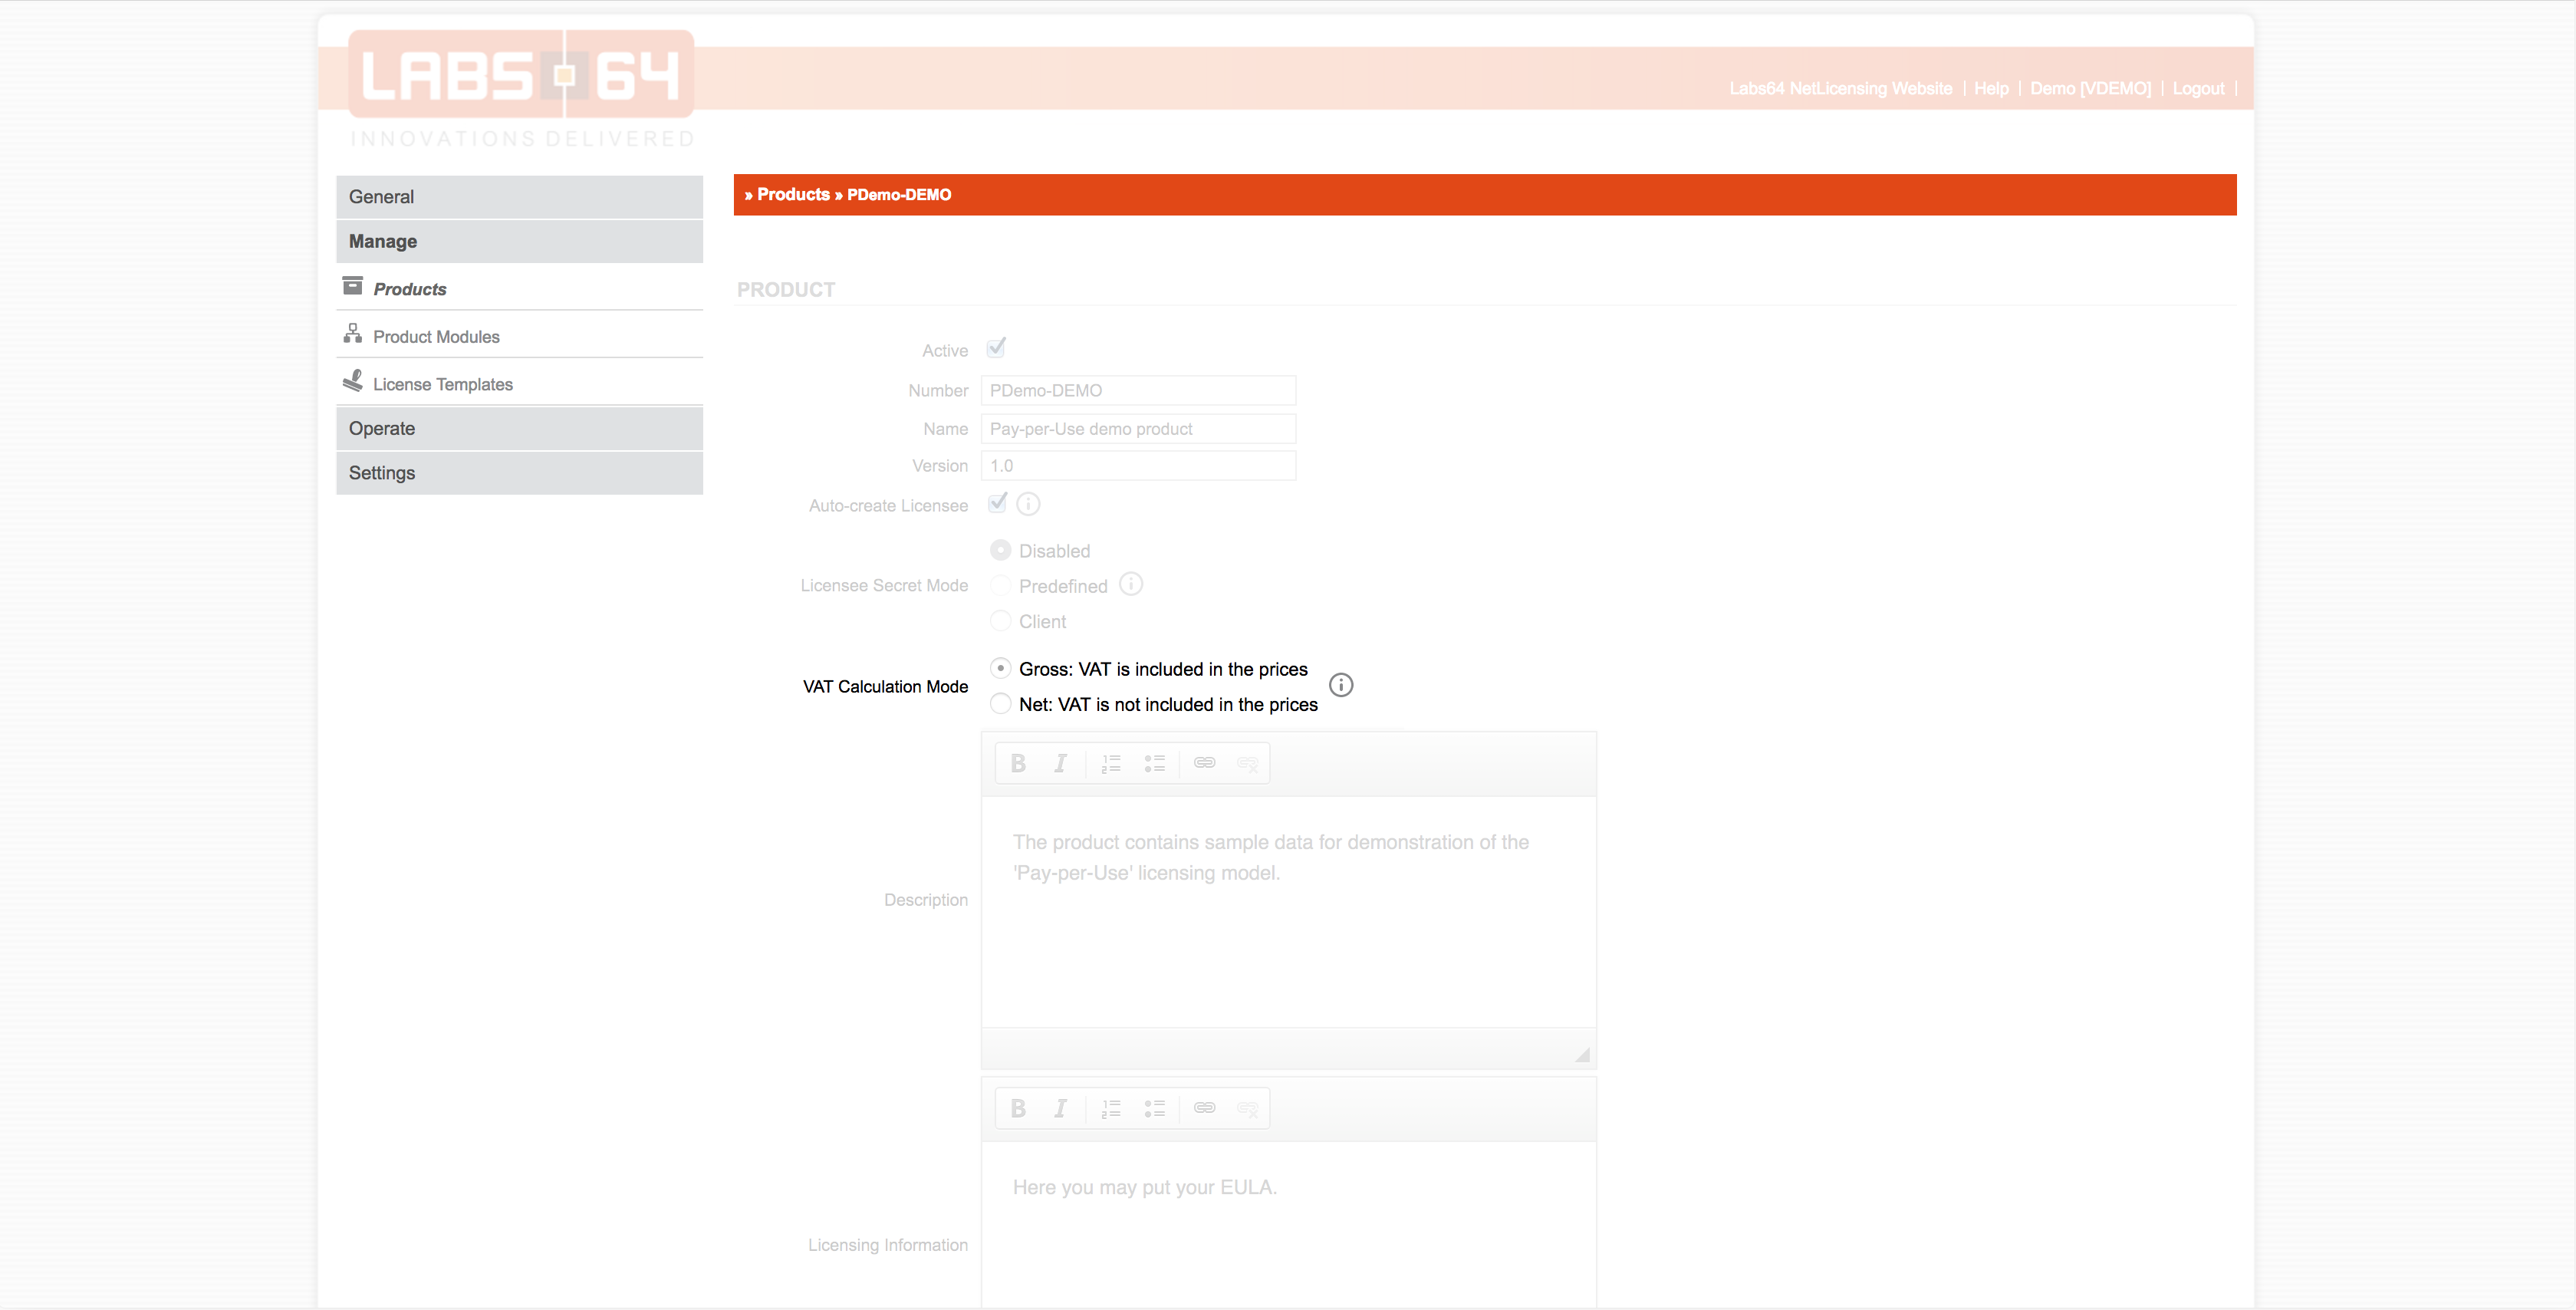 LABS 64
INNOVATIONS DELIVERED
Labs64 NetLicensing Website | Help | Demo [VDEMO] | Logout |
General
Manage
Products
Product Modules
License Templates
Operate
Settings
» Products » PDemo-DEMO
PRODUCT
Active
Number PDemo-DEMO
Name Pay-per-Use demo product
Version 1.0
Auto-create Licensee
Disabled
Licensee Secret Mode Predefined
Client
Gross: VAT is included in the prices
VAT Calculation Mode
Net: VAT is not included in the prices
B I
The product contains sample data for demonstration of the
'Pay-per-Use' licensing model.
Description
B I
Here you may put your EULA.
Licensing Information